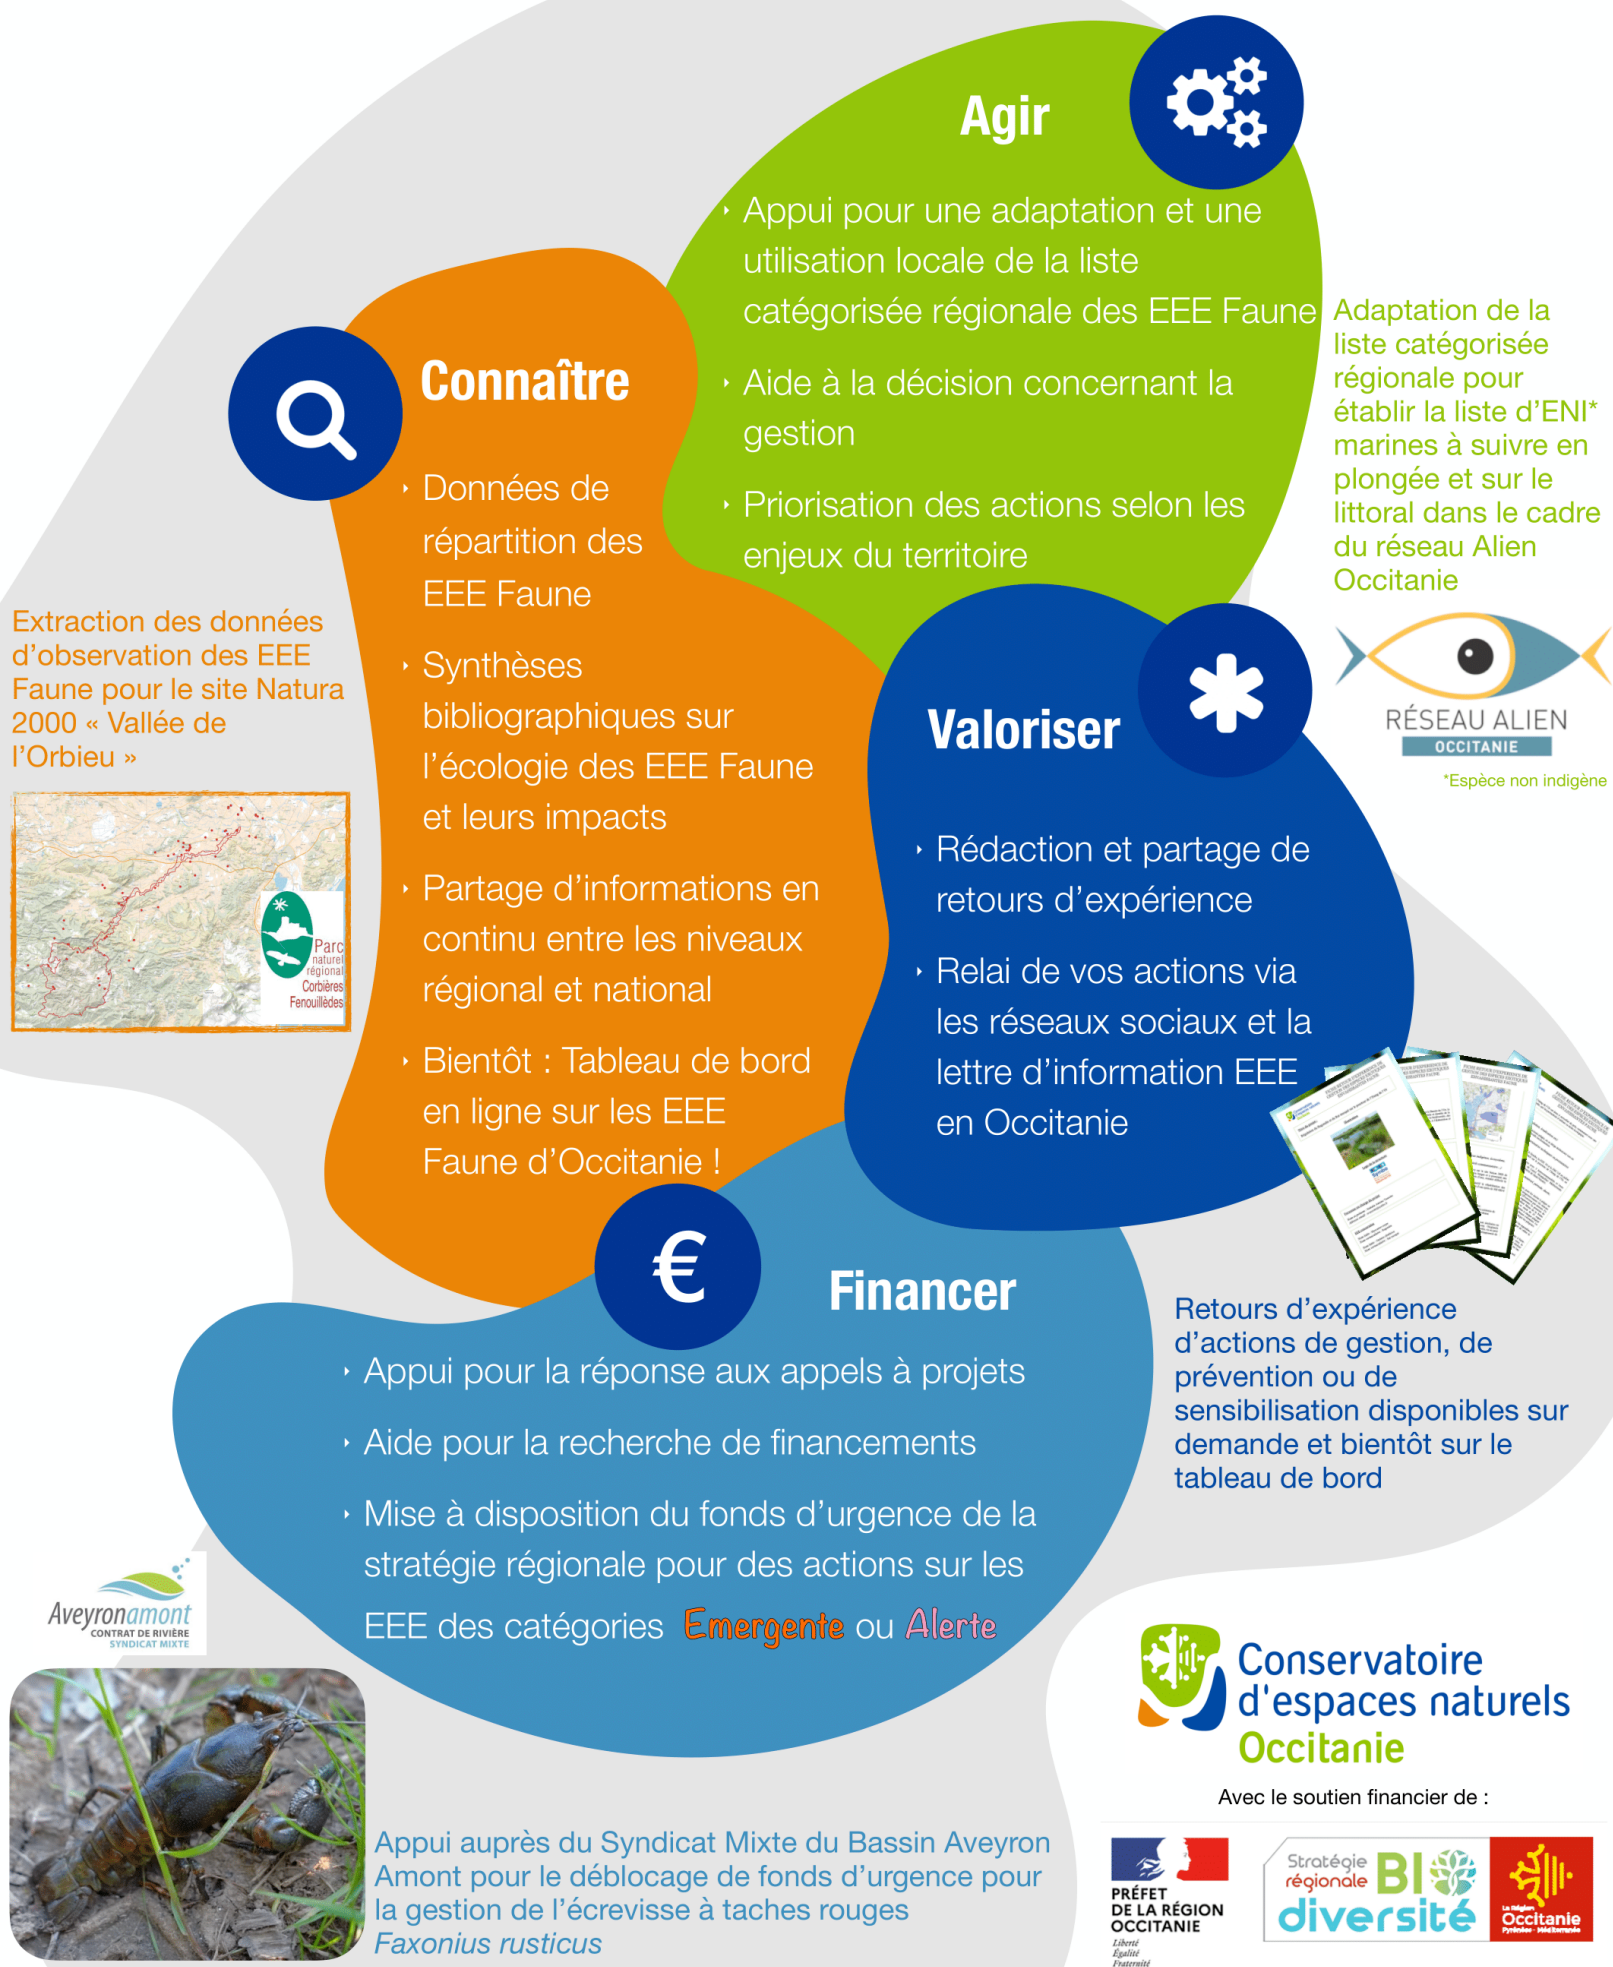 Agir
Appui pour une adaptation et une
utilisation locale de la liste
catégorisée régionale des EEE Faune
Aide à la décision concernant la
gestion
Priorisation des actions selon les
enjeux du territoire
Adaptation de la
liste catégorisée
régionale pour
établir la liste d'ENI*
marines à suivre en
plongée et sur le
littoral dans le cadre
du réseau Alien
Occitanie
RÉSEAU ALIEN
OCCITANIE
*Espèce non indigène
Connaître
Données de
répartition des
EEE Faune
Synthèses
bibliographiques sur
l'écologie des EEE Faune
et leurs impacts
Partage d'informations en
continu entre les niveaux
régional et national
Bientôt : Tableau de bord
en ligne sur les EEE
Faune d'Occitanie !
Extraction des données
d'observation des EEE
Faune pour le site Natura
2000 « Vallée de
l'Orbieu »
Parc
naturel
régional
Corbières
Fenouillèdes
Valoriser
Rédaction et partage de
retours d'expérience
Relai de vos actions via
les réseaux sociaux et la
lettre d'information EEE
en Occitanie
Retours d'expérience
d'actions de gestion, de
prévention ou de
sensibilisation disponibles sur
demande et bientôt sur le
tableau de bord
€
Financer
Appui pour la réponse aux appels à projets
Aide pour la recherche de financements
Mise à disposition du fonds d'urgence de la
stratégie régionale pour des actions sur les
EEE des catégories Emergente ou Alerte
Aveyronamont
CONTRAT DE RIVIÈRE
SYNDICAT MIXTE
Appui auprès du Syndicat Mixte du Bassin Aveyron
Amont pour le déblocage de fonds d'urgence pour
la gestion de l'écrevisse à taches rouges
Faxonius rusticus
Conservatoire
d'espaces naturels
Occitanie
Avec le soutien financier de :
PRÉFET
DE LA RÉGION
OCCITANIE
Liberté
Égalité
Fraternité
Stratégie
régionale
BIO
diversité
La Région
Occitanie
Pyrénées - Méditerranée